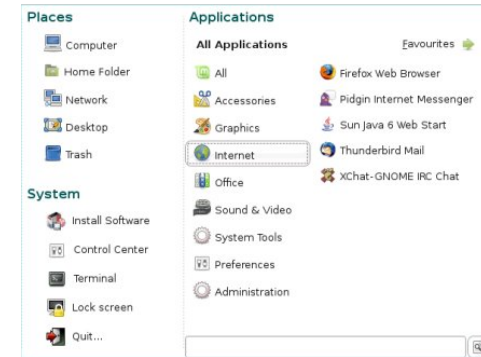 Places
Computer
Home Folder
Network
Desktop
Trash
System
Install Software
Control Center
Terminal
Lock screen
Quit...
Applications
All Applications
Favourites
All
Accessories
Graphics
Internet
Office
Sound & Video
System Tools
Preferences
Administration
Firefox Web Browser
Pidgin Internet Messenger
Sun Java 6 Web Start
Thunderbird Mail
XChat-GNOME IRC Chat